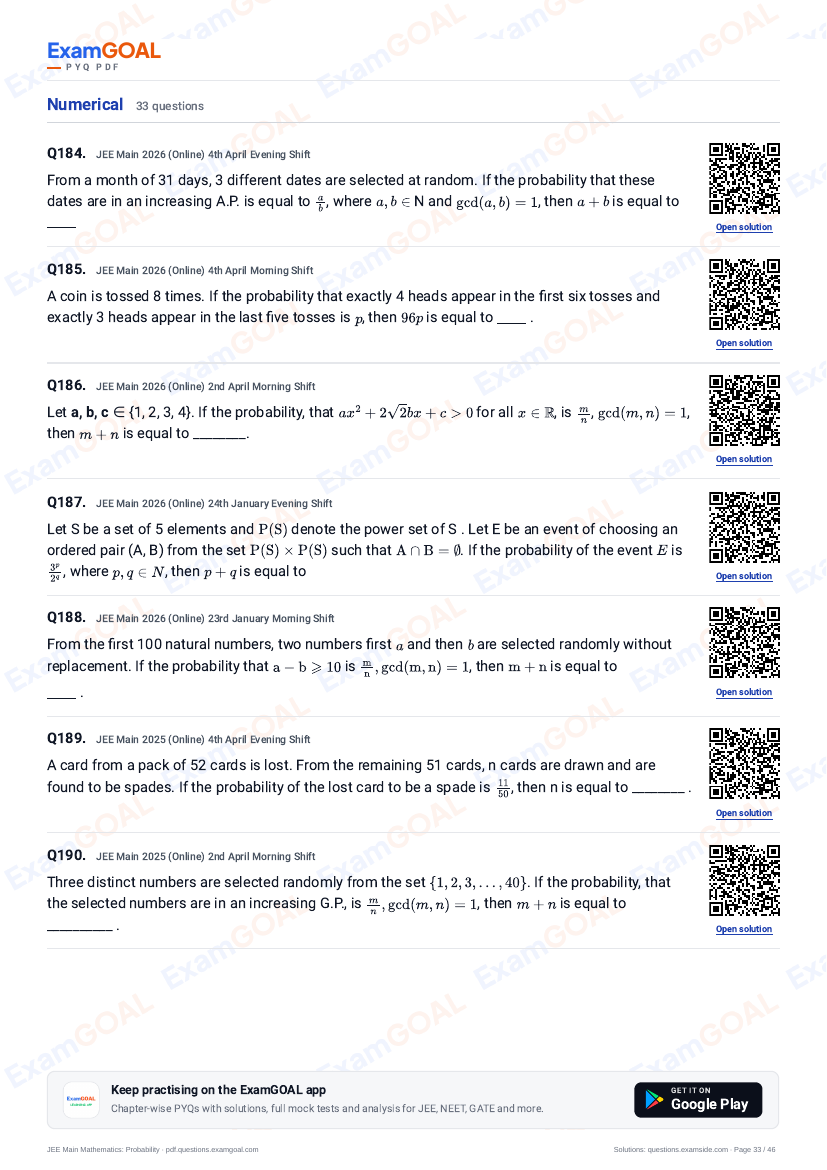 ExamGOAL
PYQ PDF
Numerical 33 questions
Q184. JEE Main 2026 (Online) 4th April Evening Shift
From a month of 31 days, 3 different dates are selected at random. If the probability that these
dates are in an increasing A.P. is equal to $\frac{a}{b}$, where $a, b \in$ N and $\gcd(a, b) = 1$, then $a + b$ is equal to
____
Open solution
Q185. JEE Main 2026 (Online) 4th April Morning Shift
A coin is tossed 8 times. If the probability that exactly 4 heads appear in the first six tosses and
exactly 3 heads appear in the last five tosses is $p$, then $96p$ is equal to ____ .
Open solution
Q186. JEE Main 2026 (Online) 2nd April Morning Shift
Let a, b, c ∈ {1, 2, 3, 4}. If the probability, that $ax^2 + 2\sqrt{2}bx + c > 0$ for all $x \in \mathbb{R}$, is $\frac{m}{n}$, $\gcd(m, n) = 1$,
then $m + n$ is equal to ________.
Open solution
Q187. JEE Main 2026 (Online) 24th January Evening Shift
Let S be a set of 5 elements and P(S) denote the power set of S . Let E be an event of choosing an
ordered pair (A, B) from the set P(S) × P(S) such that A ∩ B = ∅. If the probability of the event $E$ is
$\frac{3^p}{2^q}$, where $p, q \in N$, then $p + q$ is equal to
Open solution
Q188. JEE Main 2026 (Online) 23rd January Morning Shift
From the first 100 natural numbers, two numbers first $a$ and then $b$ are selected randomly without
replacement. If the probability that a − b ⩾ 10 is $\frac{m}{n}$, gcd(m, n) = 1, then m + n is equal to
____ .
Open solution
Q189. JEE Main 2025 (Online) 4th April Evening Shift
A card from a pack of 52 cards is lost. From the remaining 51 cards, n cards are drawn and are
found to be spades. If the probability of the lost card to be a spade is $\frac{11}{50}$, then n is equal to ________ .
Open solution
Q190. JEE Main 2025 (Online) 2nd April Morning Shift
Three distinct numbers are selected randomly from the set {1, 2, 3, . . . , 40}. If the probability, that
the selected numbers are in an increasing G.P., is $\frac{m}{n}$, $\gcd(m, n) = 1$, then $m + n$ is equal to
__________ .
Open solution
ExamGOAL
Keep practising on the ExamGOAL app
Chapter-wise PYQs with solutions, full mock tests and analysis for JEE, NEET, GATE and more.
GET IT ON
Google Play
JEE Main Mathematics: Probability · pdf.questions.examgoal.com
Solutions: questions.examside.com · Page 33 / 46